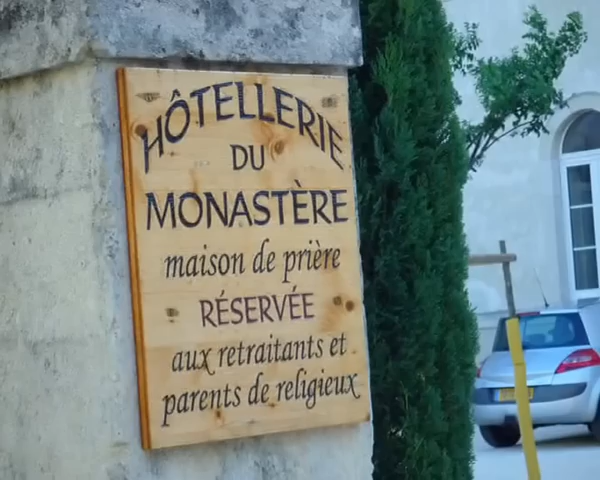 HÔTELLERIE
DU
MONASTÈRE
maison de prière
RÉSERVÉE
aux retraitants et
parents de religieux